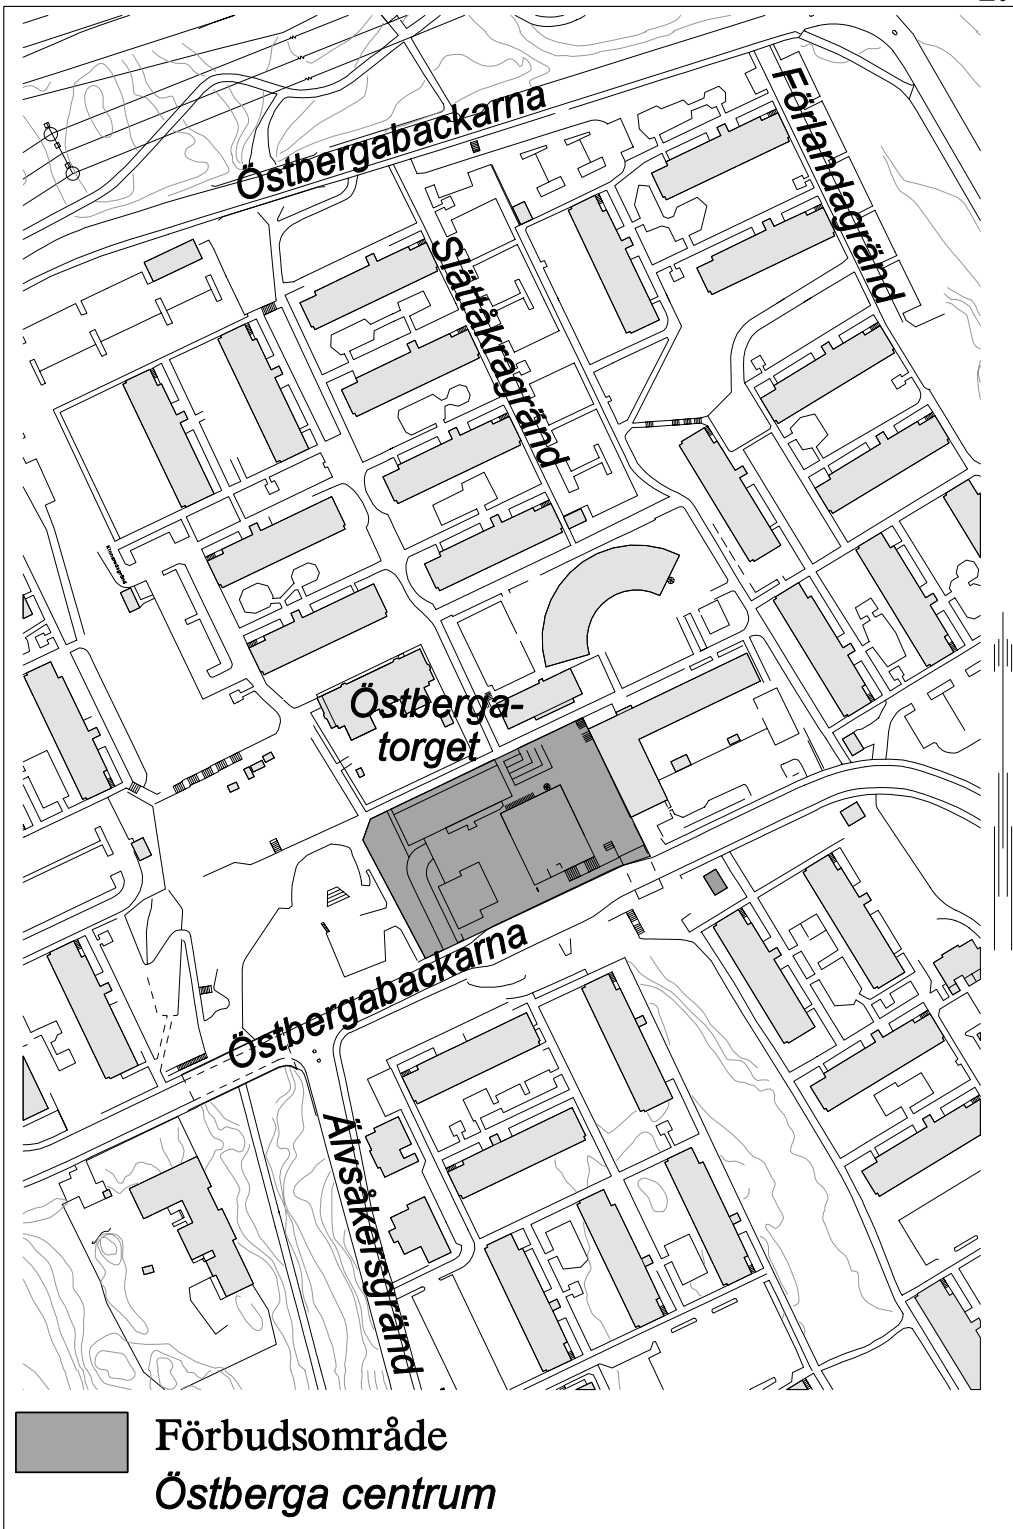 Östbergabackarna
Förlandagränd
Slättåkragränd
Östberga-
torget
Östbergabackarna
Älvsåkersgränd
Förbudsområde
Östberga centrum